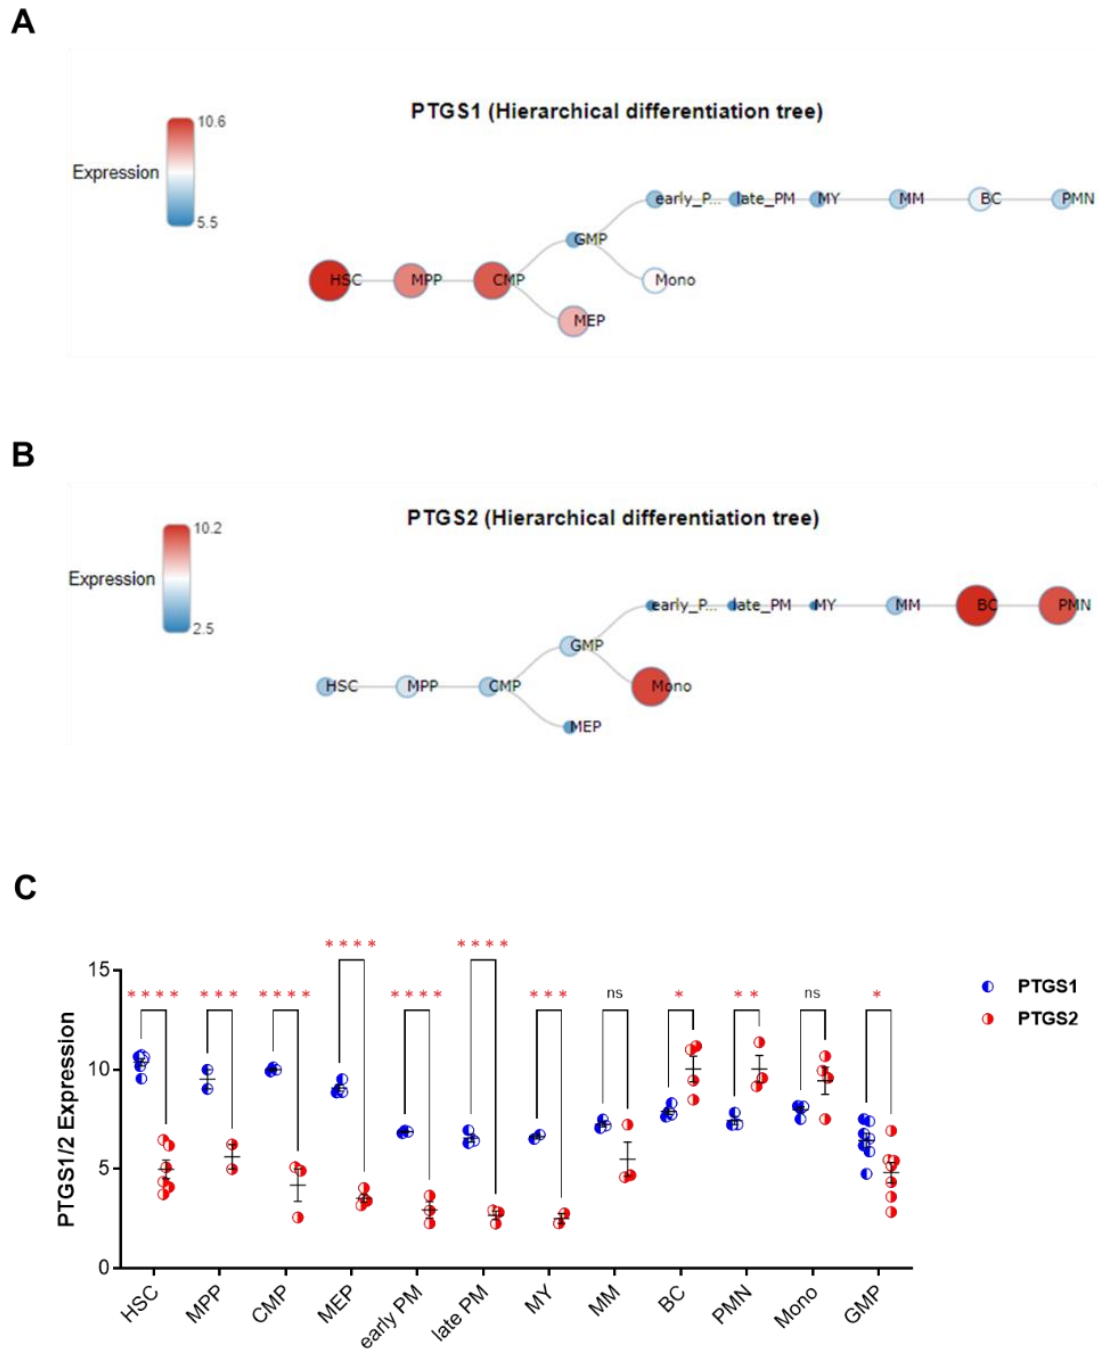 A
PTGS1 (Hierarchical differentiation tree)
10.6
Expression
5.5
early_P... late_PM MY MM BC PMN
GMP
HSC MPP CMP Mono
MEP
B
PTGS2 (Hierarchical differentiation tree)
10.2
Expression
2.5
early_P... late_PM MY MM BC PMN
GMP
HSC MPP CMP Mono
MEP
C
PTGS1/2 Expression
15
10
5
0
**** *** **** **** **** **** *** ns * ** ns *
HSC MPP CMP MEP early PM late PM MY MM BC PMN Mono GMP
PTGS1
PTGS2